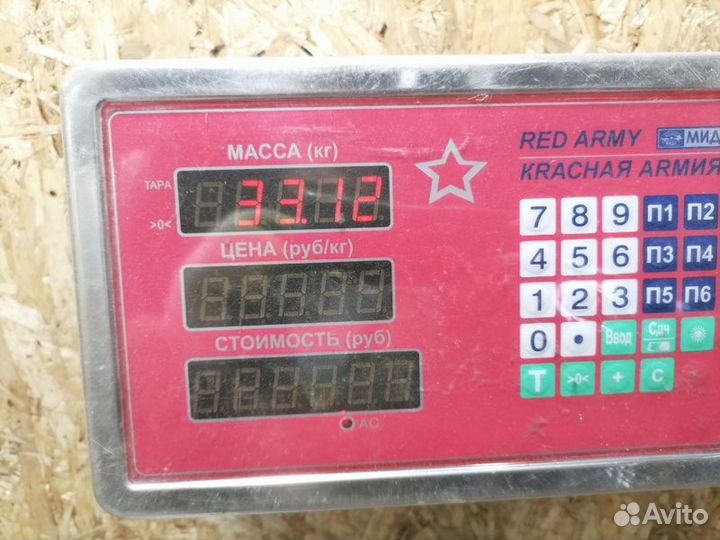 МАССА (кг)
ТАРА
>0<
33.12
ЦЕНА (руб/кг)
СТОИМОСТЬ (руб)
AC
RED ARMY МИД
КRАСНАЯ АRМИЯ
7 8 9 П1 П2
4 5 6 П3 П4
1 2 3 П5 П6
0 • Ввод Сдч
T >0< + C
Avito